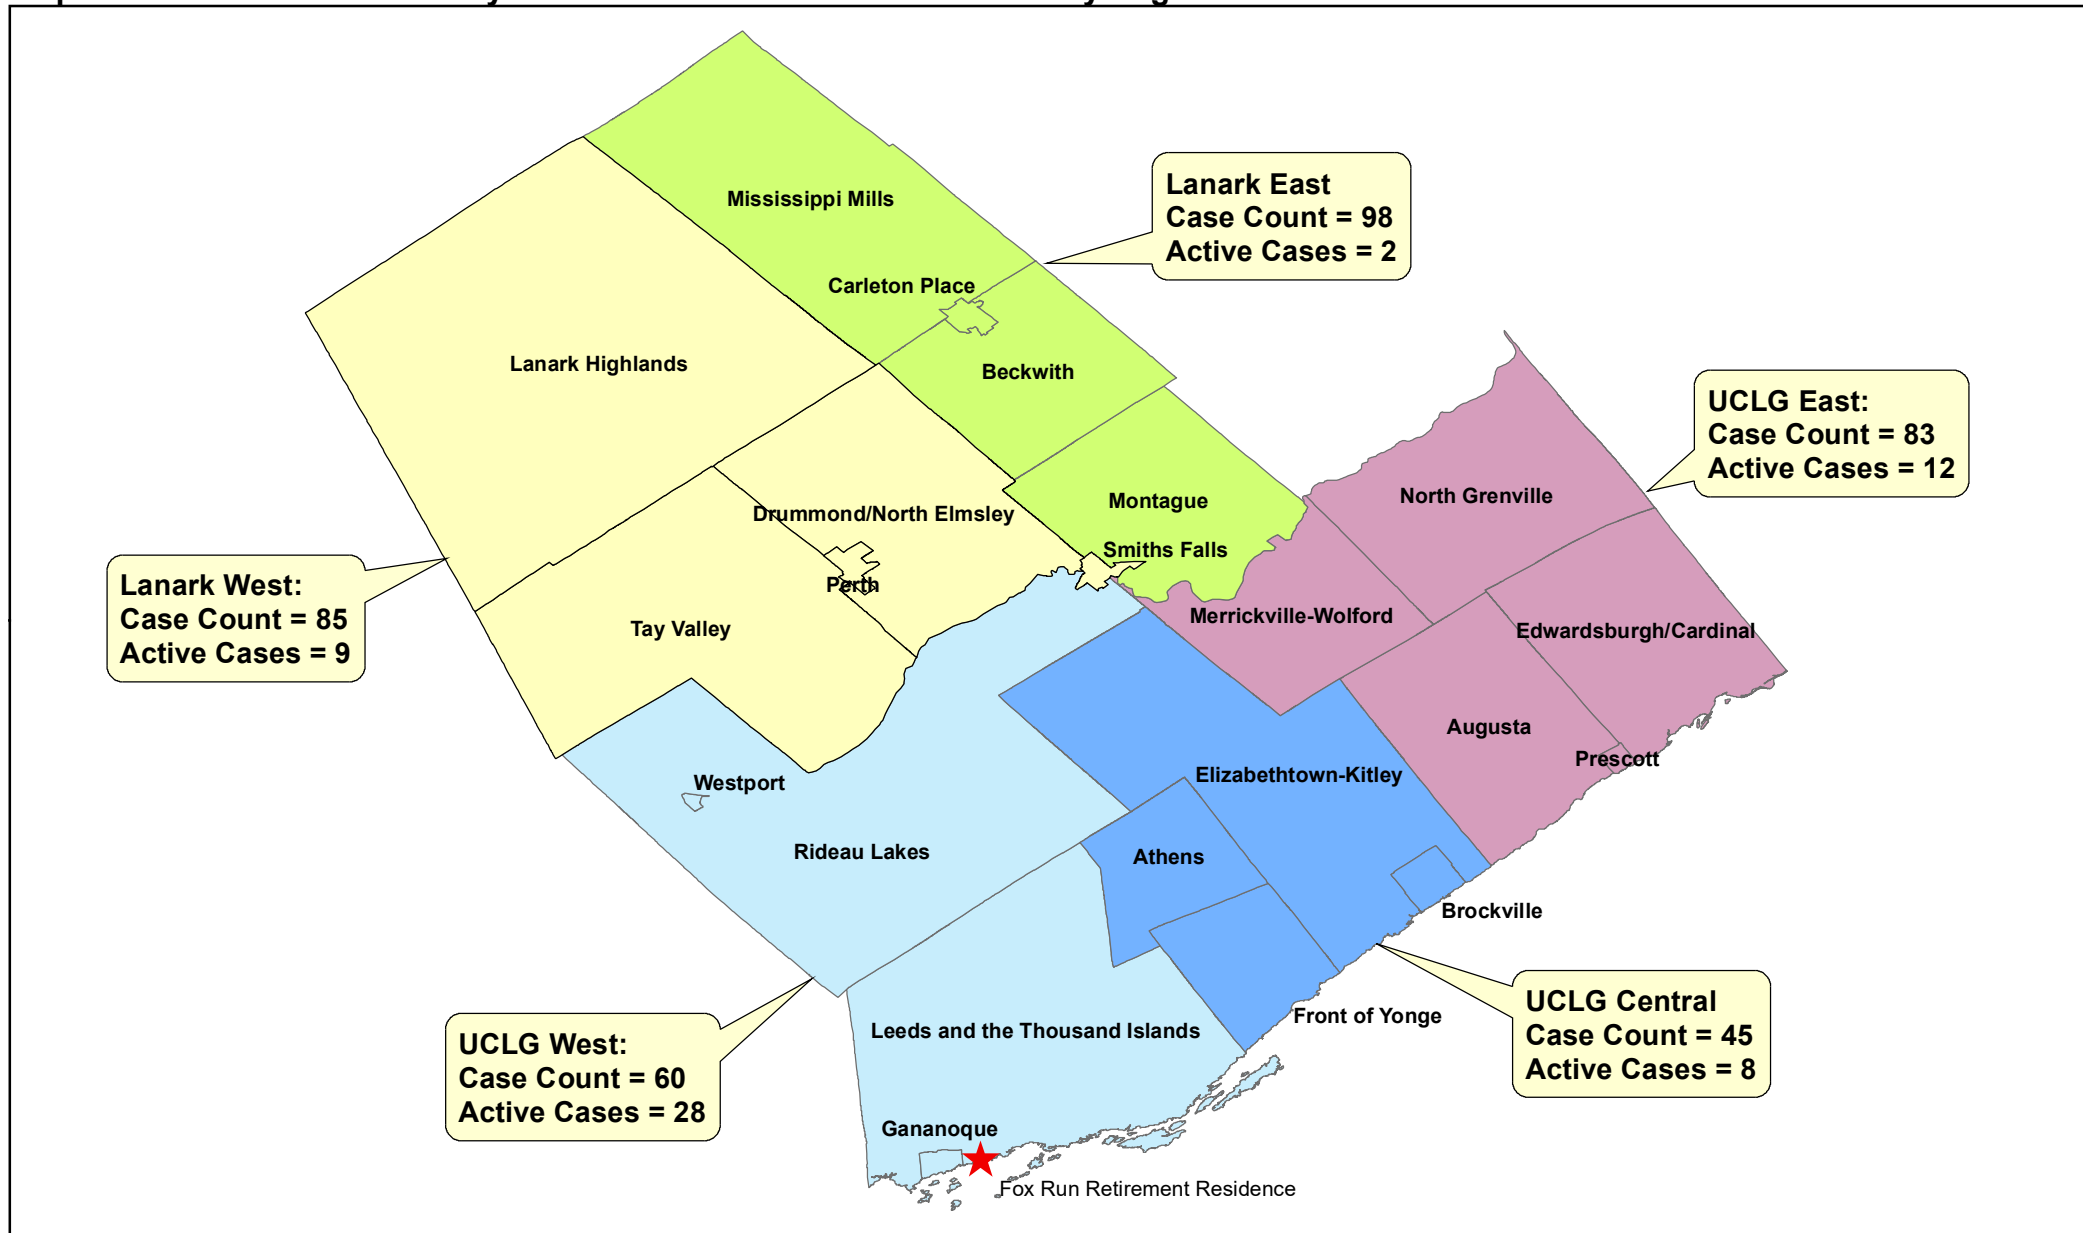 Mississippi Mills
Lanark East
Case Count = 98
Active Cases = 2
Carleton Place
Lanark Highlands
Beckwith
UCLG East:
Case Count = 83
Active Cases = 12
North Grenville
Montague
Drummond/North Elmsley
Smiths Falls
Perth
Lanark West:
Case Count = 85
Active Cases = 9
Tay Valley
Merrickville-Wolford
Edwardsburgh/Cardinal
Augusta
Prescott
Elizabethtown-Kitley
Westport
Rideau Lakes
Athens
Brockville
UCLG Central
Case Count = 45
Active Cases = 8
Front of Yonge
Leeds and the Thousand Islands
UCLG West:
Case Count = 60
Active Cases = 28
Gananoque
Fox Run Retirement Residence